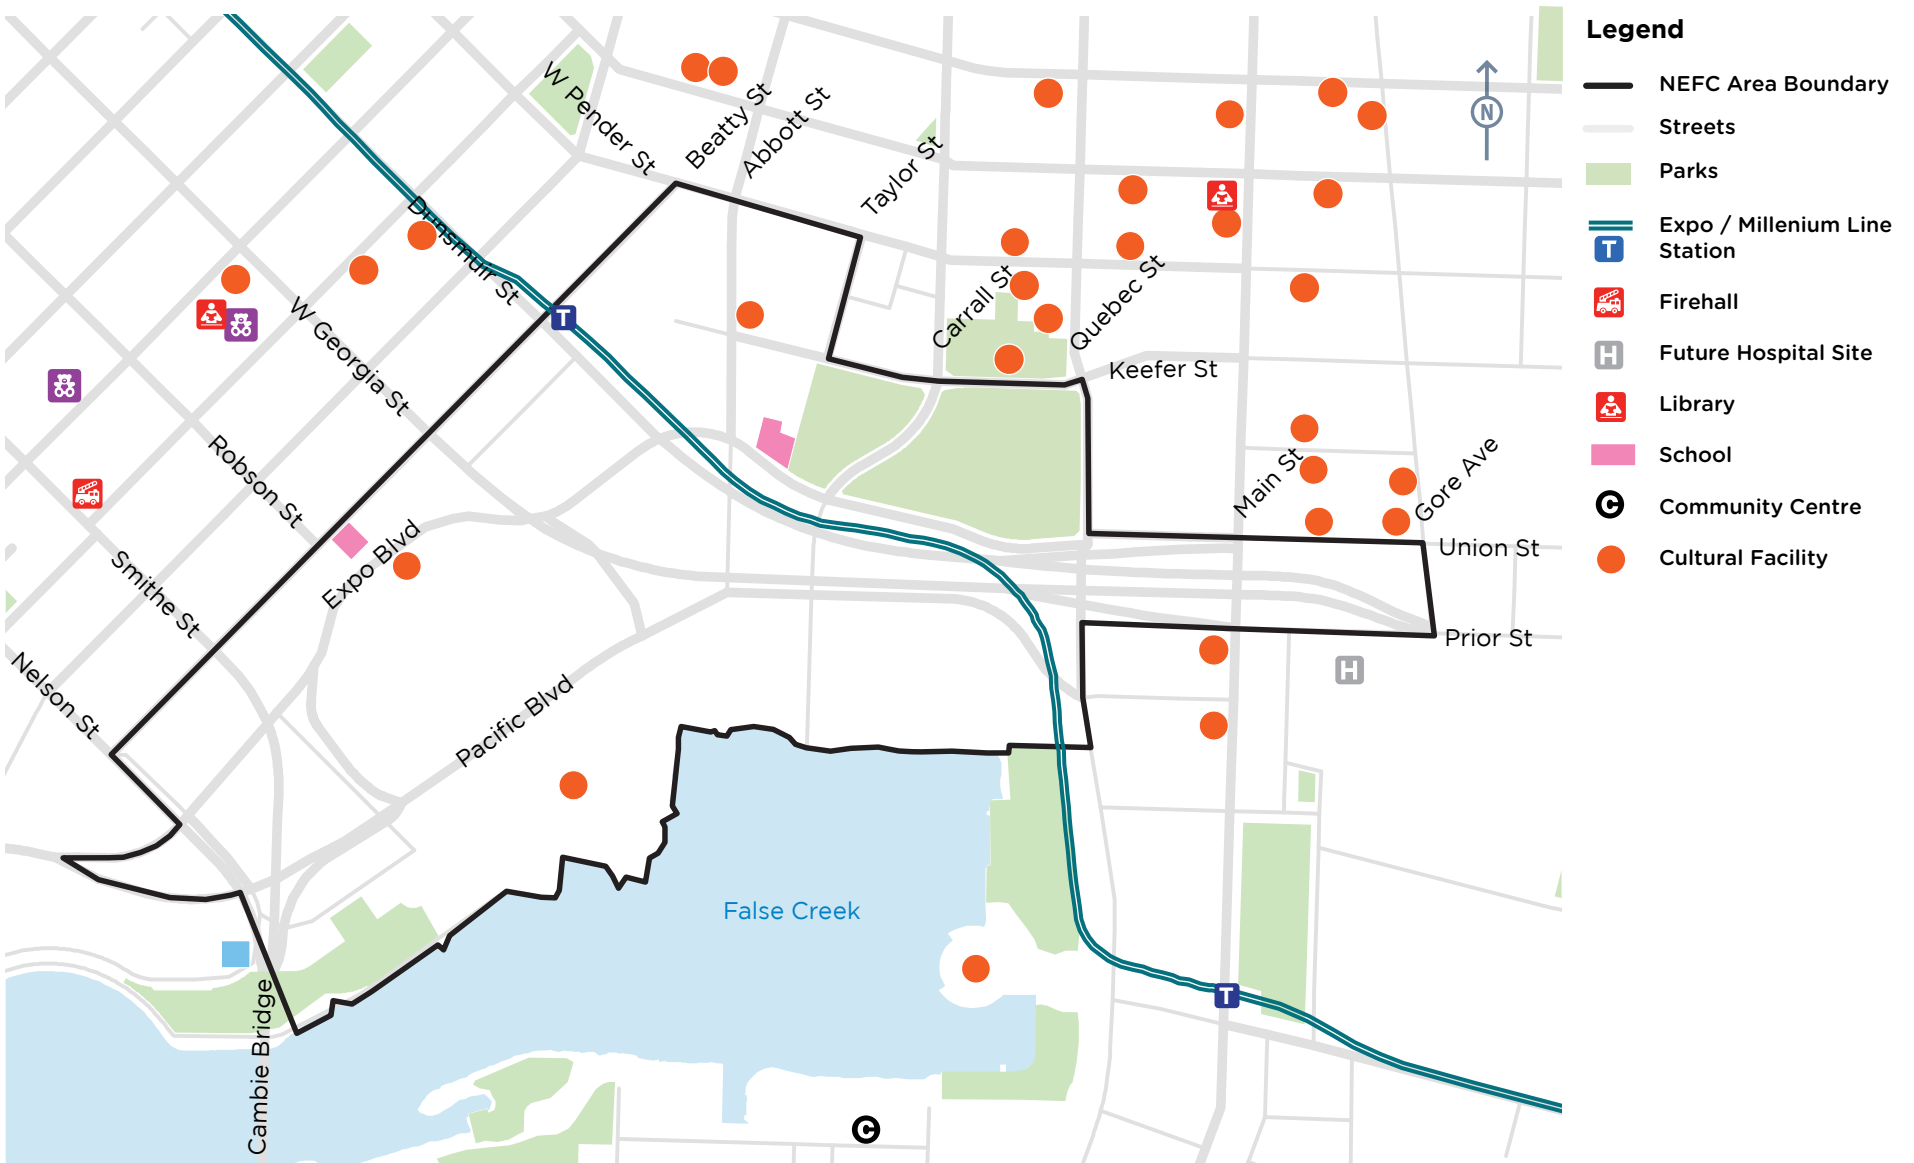 Legend
NEFC Area Boundary
Streets
Parks
Expo / Millenium Line
Station
T
Firehall
Future Hospital Site
H
Library
School
Community Centre
C
Cultural Facility
N
W Pender St
Beatty St
Abbott St
Taylor St
Dunsmuir St
T
W Georgia St
Carrall St
Quebec St
Keefer St
Robson St
Expo Blvd
Main St
Gore Ave
Union St
Smithe St
Prior St
H
Nelson St
Pacific Blvd
False Creek
T
Cambie Bridge
C